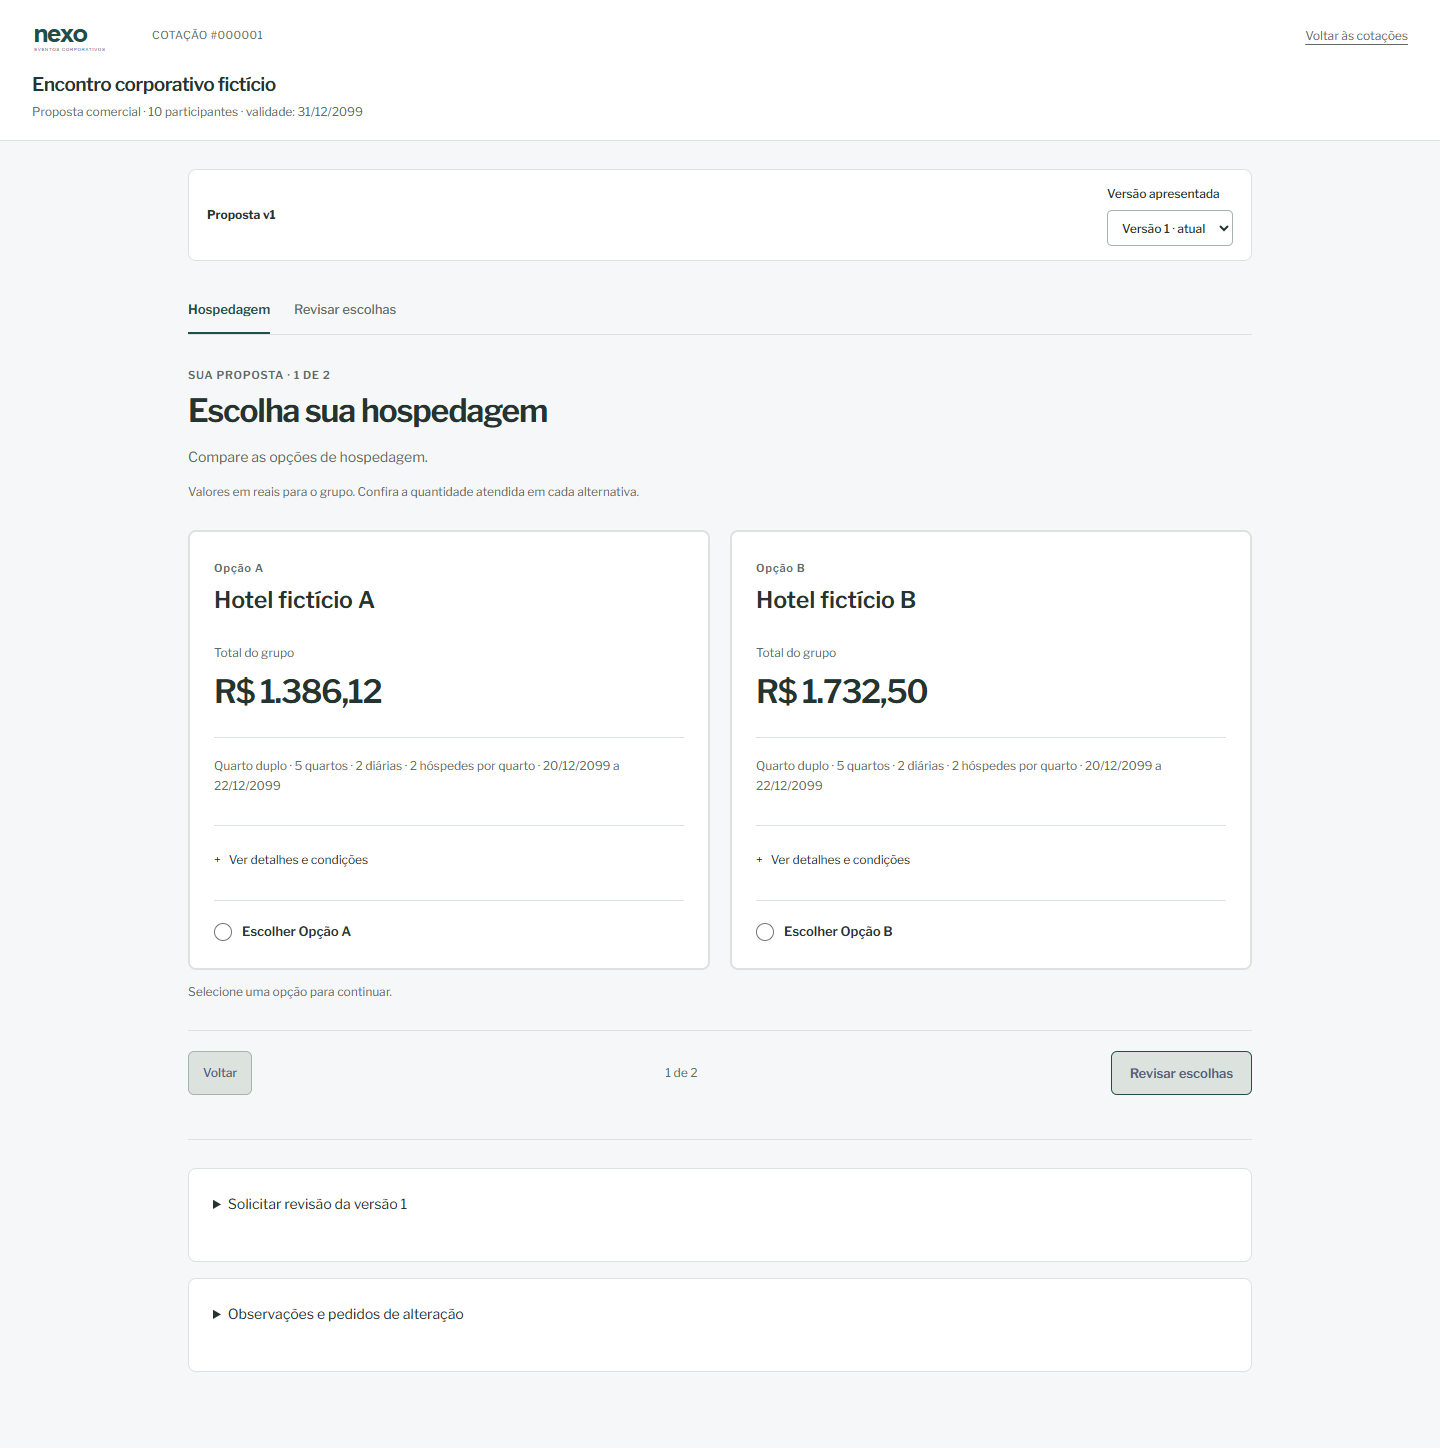 nexo
EVENTOS CORPORATIVOS
COTAÇÃO #000001
Voltar às cotações
Encontro corporativo fictício
Proposta comercial · 10 participantes · validade: 31/12/2099
Proposta v1
Versão apresentada
Versão 1 · atual
Hospedagem
Revisar escolhas
SUA PROPOSTA · 1 DE 2
Escolha sua hospedagem
Compare as opções de hospedagem.
Valores em reais para o grupo. Confira a quantidade atendida em cada alternativa.
Opção A
Hotel fictício A
Total do grupo
R$ 1.386,12
Quarto duplo · 5 quartos · 2 diárias · 2 hóspedes por quarto · 20/12/2099 a
22/12/2099
+ Ver detalhes e condições
Escolher Opção A
Opção B
Hotel fictício B
Total do grupo
R$ 1.732,50
Quarto duplo · 5 quartos · 2 diárias · 2 hóspedes por quarto · 20/12/2099 a
22/12/2099
+ Ver detalhes e condições
Escolher Opção B
Selecione uma opção para continuar.
Voltar
1 de 2
Revisar escolhas
Solicitar revisão da versão 1
Observações e pedidos de alteração